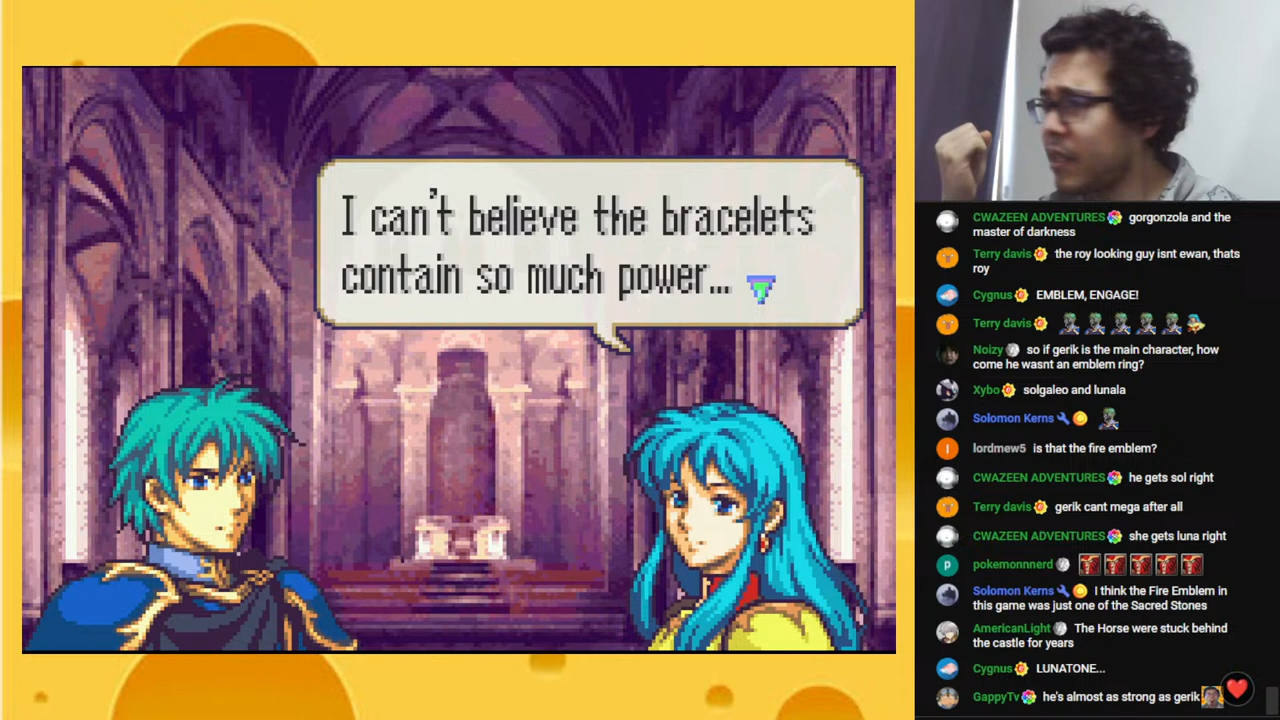 I can't believe the bracelets
contain so much power...
CWAZEEN ADVENTURES gorgonzola and the
master of darkness
Terry davis the roy looking guy isnt ewan, thats
roy
Cygnus EMBLEM, ENGAGE!
Terry davis
Noizy so if gerik is the main character, how
come he wasnt an emblem ring?
Xybo solgaleo and lunala
Solomon Kerns
l lordmew5 is that the fire emblem?
CWAZEEN ADVENTURES he gets sol right
Terry davis gerik cant mega after all
CWAZEEN ADVENTURES she gets luna right
p pokemonnnerd
Solomon Kerns I think the Fire Emblem in
this game was just one of the Sacred Stones
AmericanLight The Horse were stuck behind
the castle for years
Cygnus LUNATONE...
GappyTv he's almost as strong as gerik